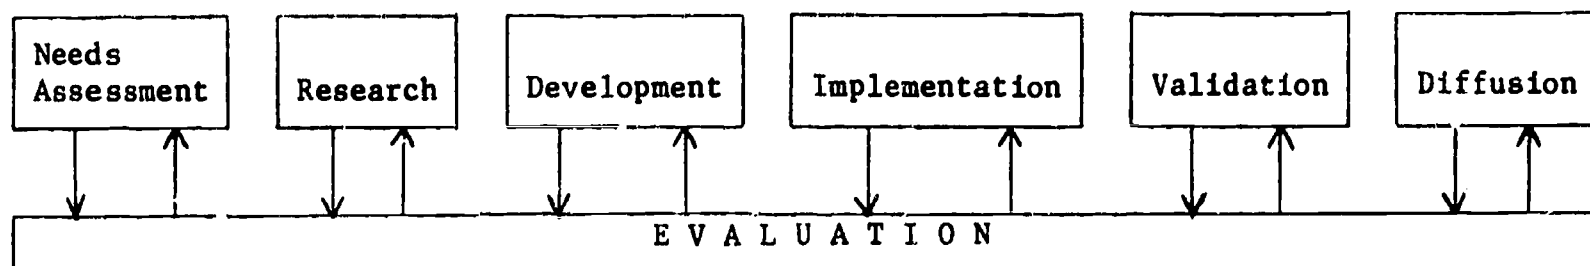 Needs
Assessment
Research
Development
Implementation
Validation
Diffusion
E V A L U A T I O N